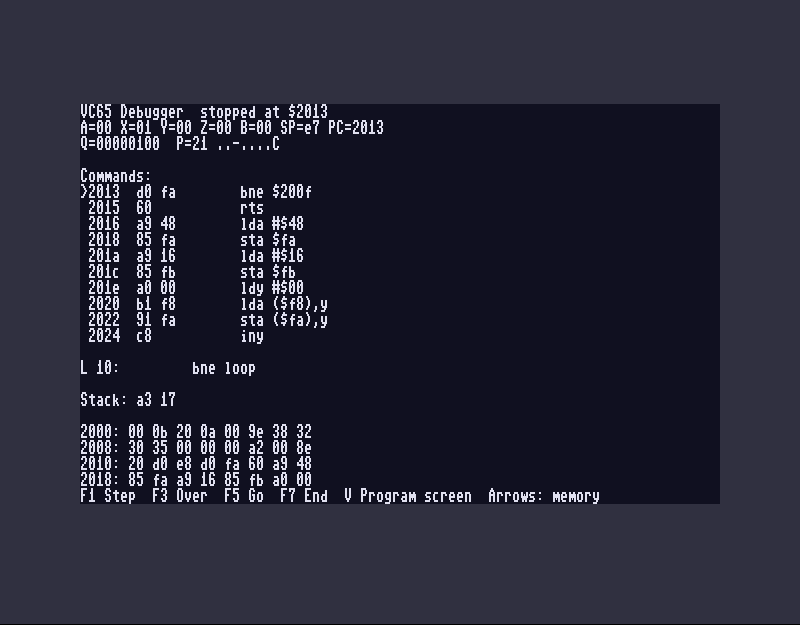 VC65 Debugger  stopped at $2013
A=00 X=01 Y=00 Z=00 B=00 SP=e7 PC=2013
Q=00000100  P=21 ..-....C
Commands:
>2013  d0 fa        bne $200f
 2015  60           rts
 2016  a9 48        lda #$48
 2018  85 fa        sta $fa
 201a  a9 16        lda #$16
 201c  85 fb        sta $fb
 201e  a0 00        ldy #$00
 2020  b1 f8        lda ($f8),y
 2022  91 fa        sta ($fa),y
 2024  c8           iny
L 10:         bne loop
Stack: a3 17
2000: 00 0b 20 0a 00 9e 38 32
2008: 30 35 00 00 00 a2 00 8e
2010: 20 d0 e8 d0 fa 60 a9 48
2018: 85 fa a9 16 85 fb a0 00
F1 Step  F3 Over  F5 Go  F7 End  V Program screen  Arrows: memory